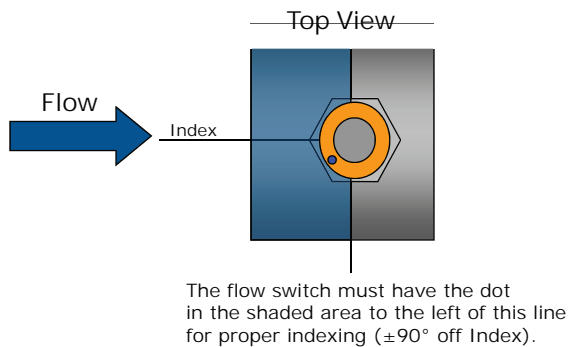 Top View
Flow
Index
The flow switch must have the dot
in the shaded area to the left of this line
for proper indexing (±90° off Index).